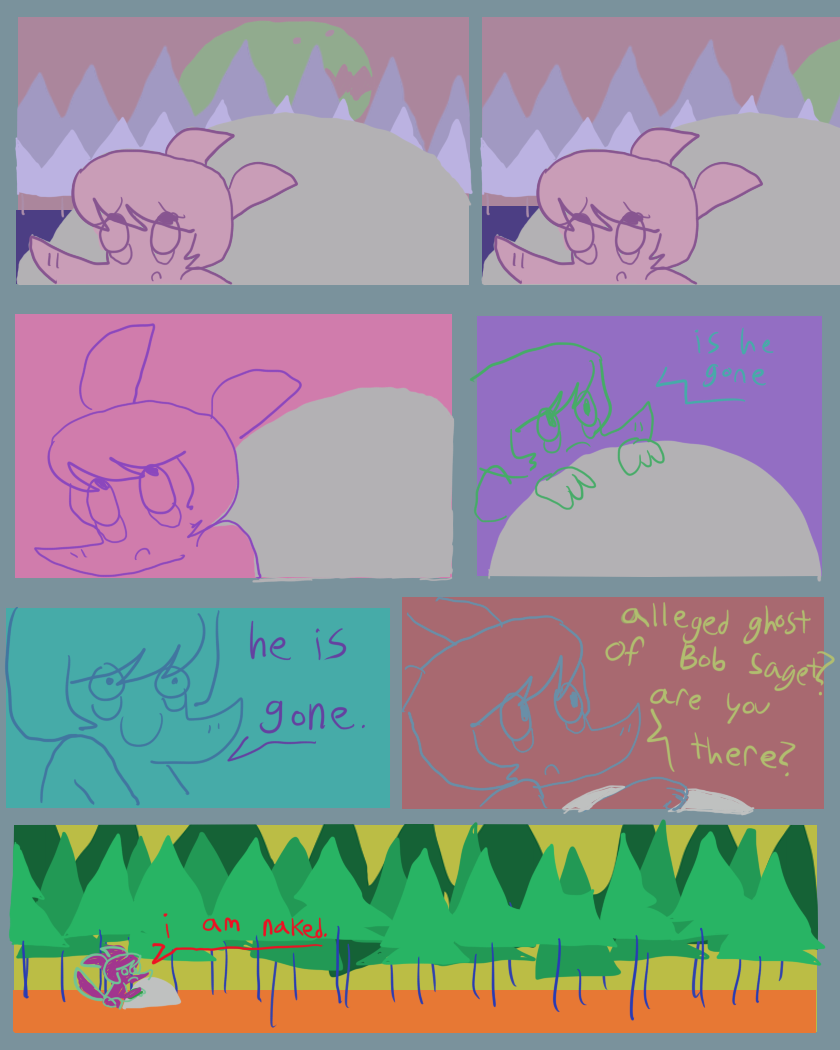 is he
gone
he is
gone.
alleged ghost
of Bob Saget?
are you
there?
i am naked.